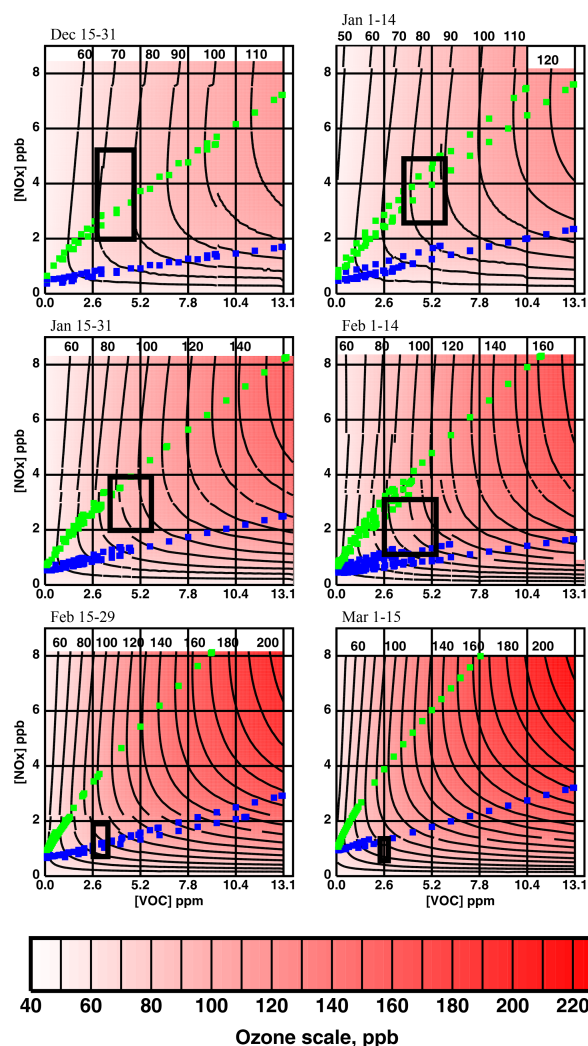 Dec 15-31
Jan 1-14
60 70 80 90 100 110
50 60 70 80 90 100 110
120
[NOx] ppb
8
6
4
2
0
0.0 2.6 5.2 7.8 10.4 13.1
8
6
4
2
0
0.0 2.6 5.2 7.8 10.4 13.1
Jan 15-31
Feb 1-14
60 80 100 120 140
60 80 100 120 140 160
[NOx] ppb
8
6
4
2
0
0.0 2.6 5.2 7.8 10.4 13.1
8
6
4
2
0
0.0 2.6 5.2 7.8 10.4 13.1
Feb 15-29
Mar 1-15
60 80 100 120 140 160 180 200
60 100 120 140 160 180 200
[NOx] ppb
8
6
4
2
0
0.0 2.6 5.2 7.8 10.4 13.1
[VOC] ppm
8
6
4
2
0
0.0 2.6 5.2 7.8 10.4 13.1
[VOC] ppm
40 60 80 100 120 140 160 180 200 220
Ozone scale, ppb